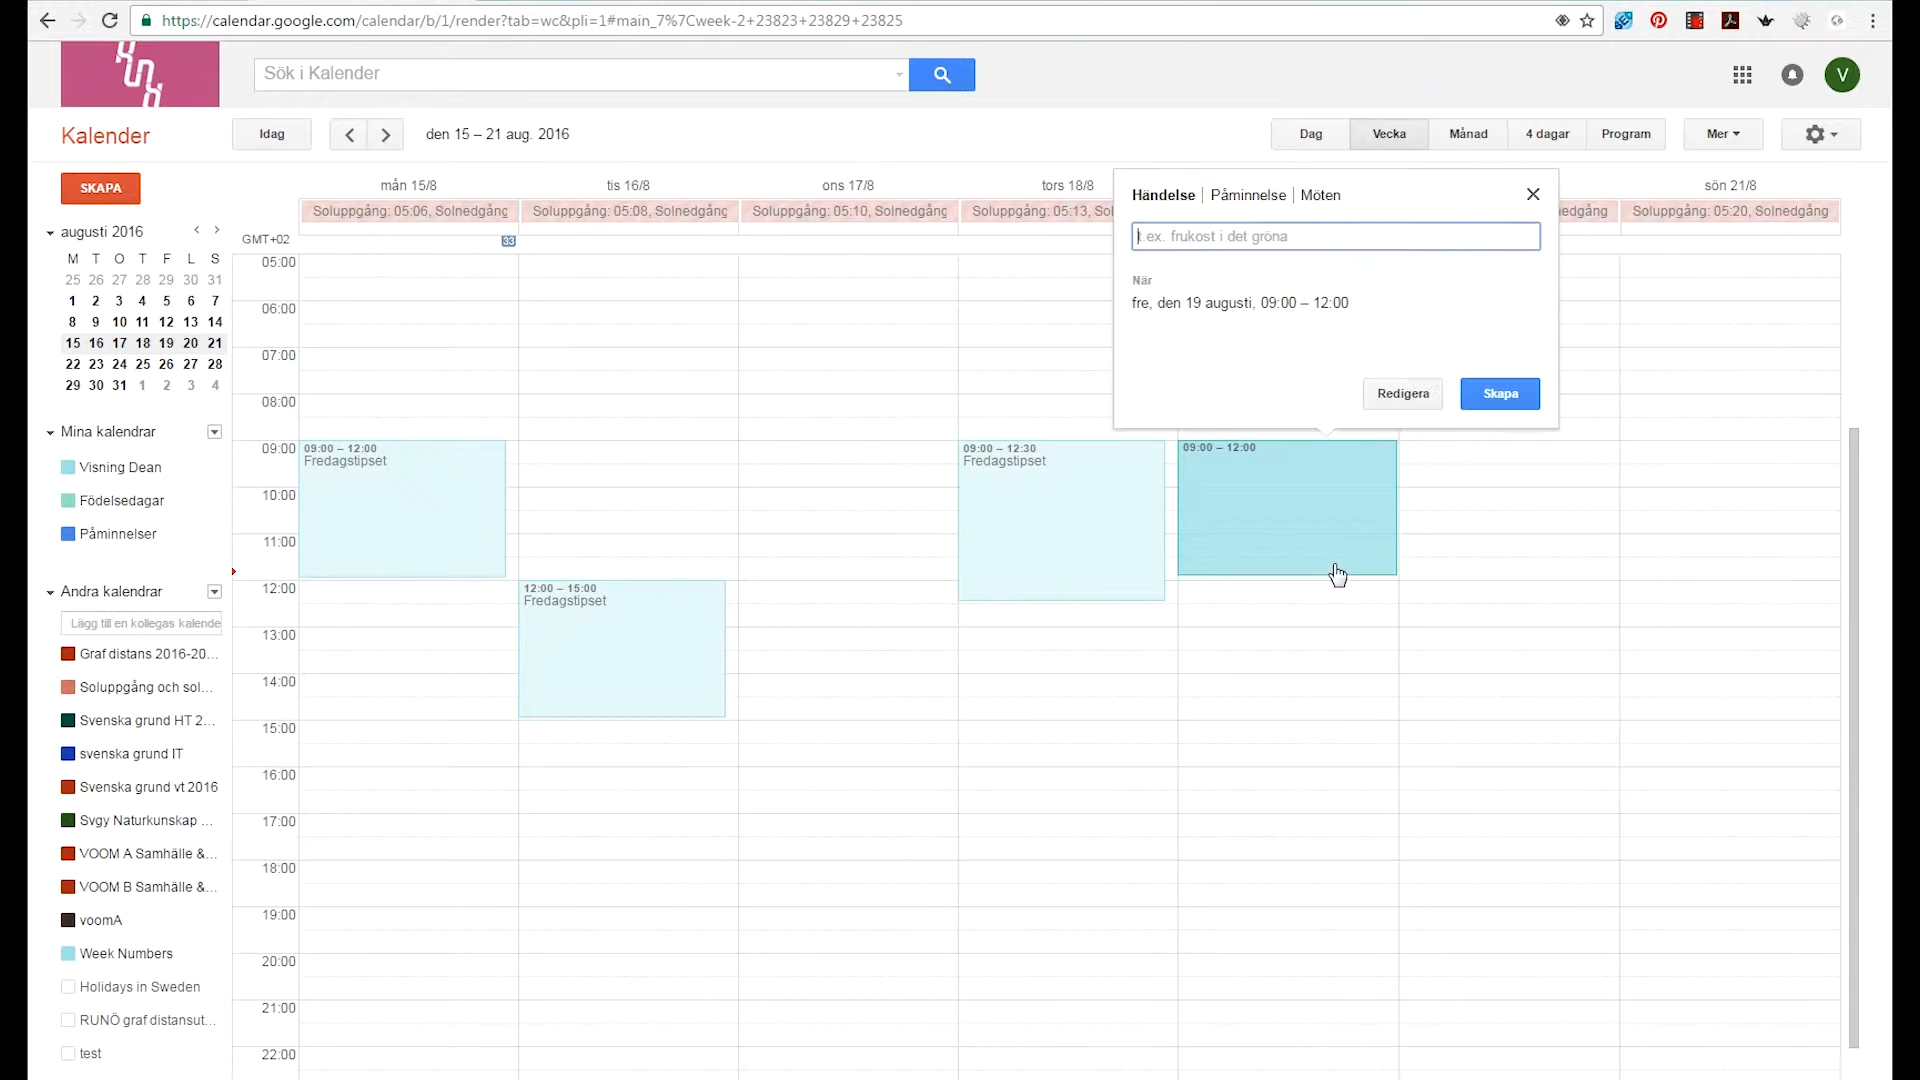 https://calendar.google.com/calendar/b/1/render?tab=wc&pli=1#main_7%7Cweek-2+23823+23829+23825
Sök i Kalender
V
Kalender
Idag
den 15 – 21 aug. 2016
Dag
Vecka
Månad
4 dagar
Program
Mer
SKAPA
augusti 2016
M T O T F L S
25 26 27 28 29 30 31
1 2 3 4 5 6 7
8 9 10 11 12 13 14
15 16 17 18 19 20 21
22 23 24 25 26 27 28
29 30 31 1 2 3 4
Mina kalendrar
Visning Dean
Födelsedagar
Påminnelser
Andra kalendrar
Lägg till en kollegas kalende
Graf distans 2016-20...
Soluppgång och sol...
Svenska grund HT 2...
svenska grund IT
Svenska grund vt 2016
Svgy Naturkunskap ...
VOOM A Samhälle &...
VOOM B Samhälle &...
voomA
Week Numbers
Holidays in Sweden
RUNÖ graf distansut...
test
mån 15/8
tis 16/8
ons 17/8
tors 18/8
sön 21/8
Soluppgång: 05:06, Solnedgång
Soluppgång: 05:08, Solnedgång
Soluppgång: 05:10, Solnedgång
Soluppgång: 05:13, Sol
edgång
Soluppgång: 05:20, Solnedgång
GMT+02
33
05:00
06:00
07:00
08:00
09:00
10:00
11:00
12:00
13:00
14:00
15:00
16:00
17:00
18:00
19:00
20:00
21:00
22:00
09:00 – 12:00
Fredagstipset
12:00 – 15:00
Fredagstipset
09:00 – 12:30
Fredagstipset
09:00 – 12:00
Händelse | Påminnelse | Möten
t.ex. frukost i det gröna
När
fre, den 19 augusti, 09:00 – 12:00
Redigera
Skapa